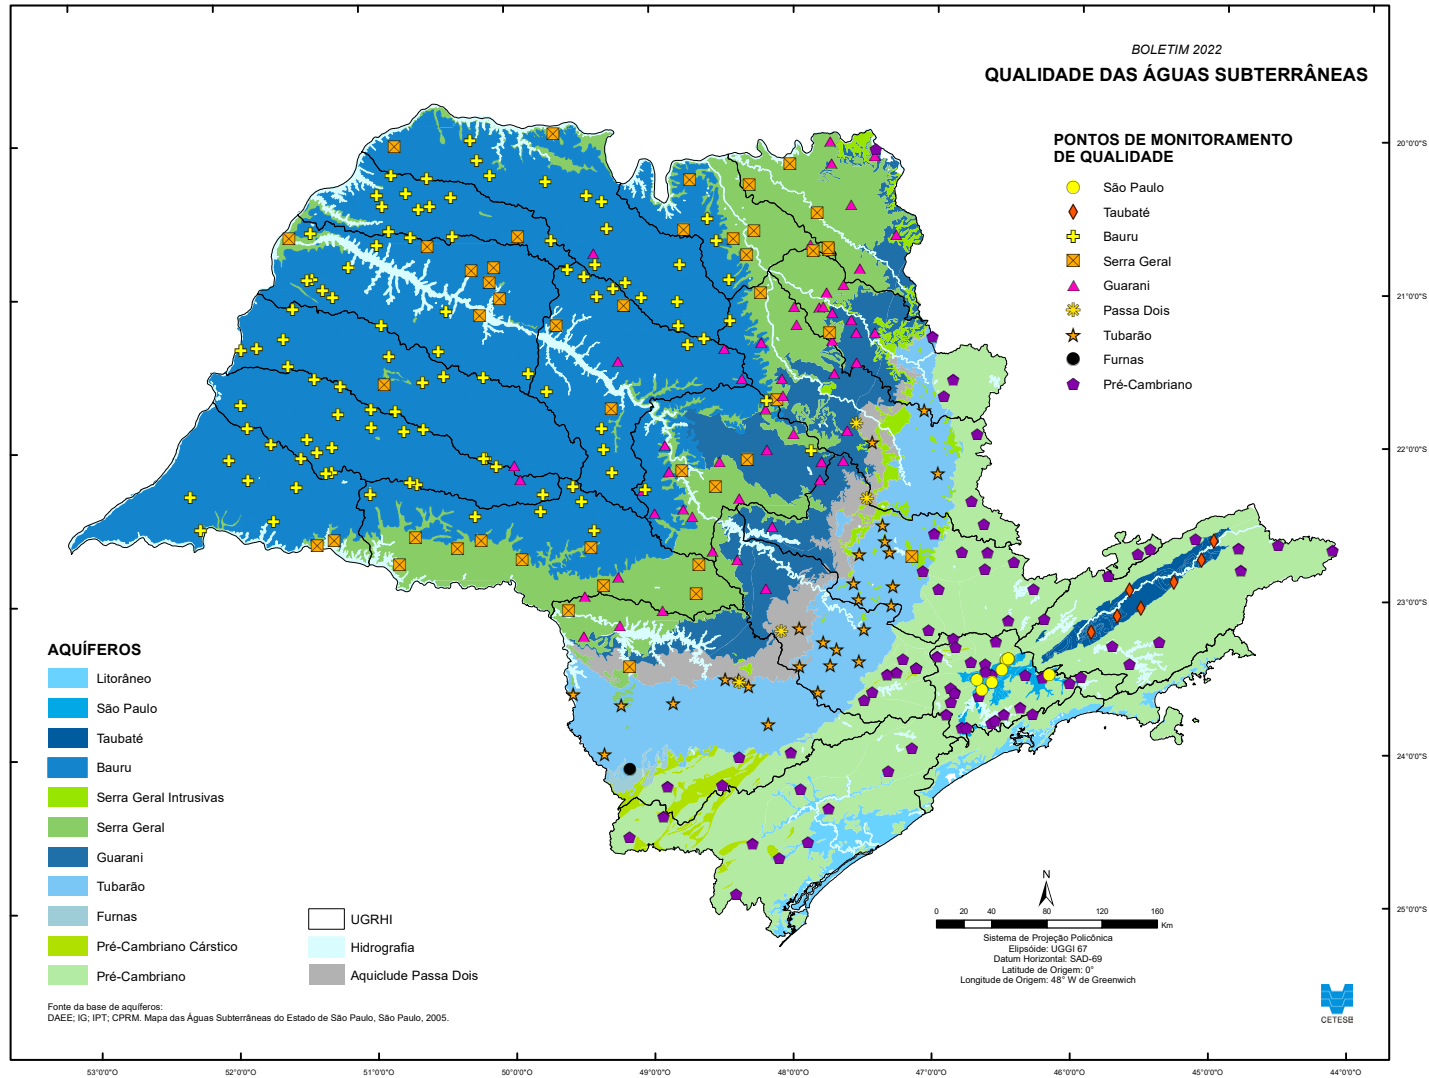 BOLETIM 2022
QUALIDADE DAS ÁGUAS SUBTERRÂNEAS
PONTOS DE MONITORAMENTO
DE QUALIDADE
São Paulo
Taubaté
Bauru
Serra Geral
Guarani
Passa Dois
Tubarão
Furnas
Pré-Cambriano
20°0'0"S
21°0'0"S
22°0'0"S
23°0'0"S
24°0'0"S
25°0'0"S
AQUÍFEROS
Litorâneo
São Paulo
Taubaté
Bauru
Serra Geral Intrusivas
Serra Geral
Guarani
Tubarão
Furnas
Pré-Cambriano Cárstico
Pré-Cambriano
UGRHI
Hidrografia
Aquiclude Passa Dois
N
0 20 40 80 120 160
Km
Sistema de Projeção Policônica
Elipsóide: UGGI 67
Datum Horizontal: SAD-69
Latitude de Origem: 0°
Longitude de Origem: 48° W de Greenwich
Fonte da base de aquíferos:
DAEE; IG; IPT; CPRM. Mapa das Águas Subterrâneas do Estado de São Paulo, São Paulo, 2005.
CETESB
53°0'0"O 52°0'0"O 51°0'0"O 50°0'0"O 49°0'0"O 48°0'0"O 47°0'0"O 46°0'0"O 45°0'0"O 44°0'0"O